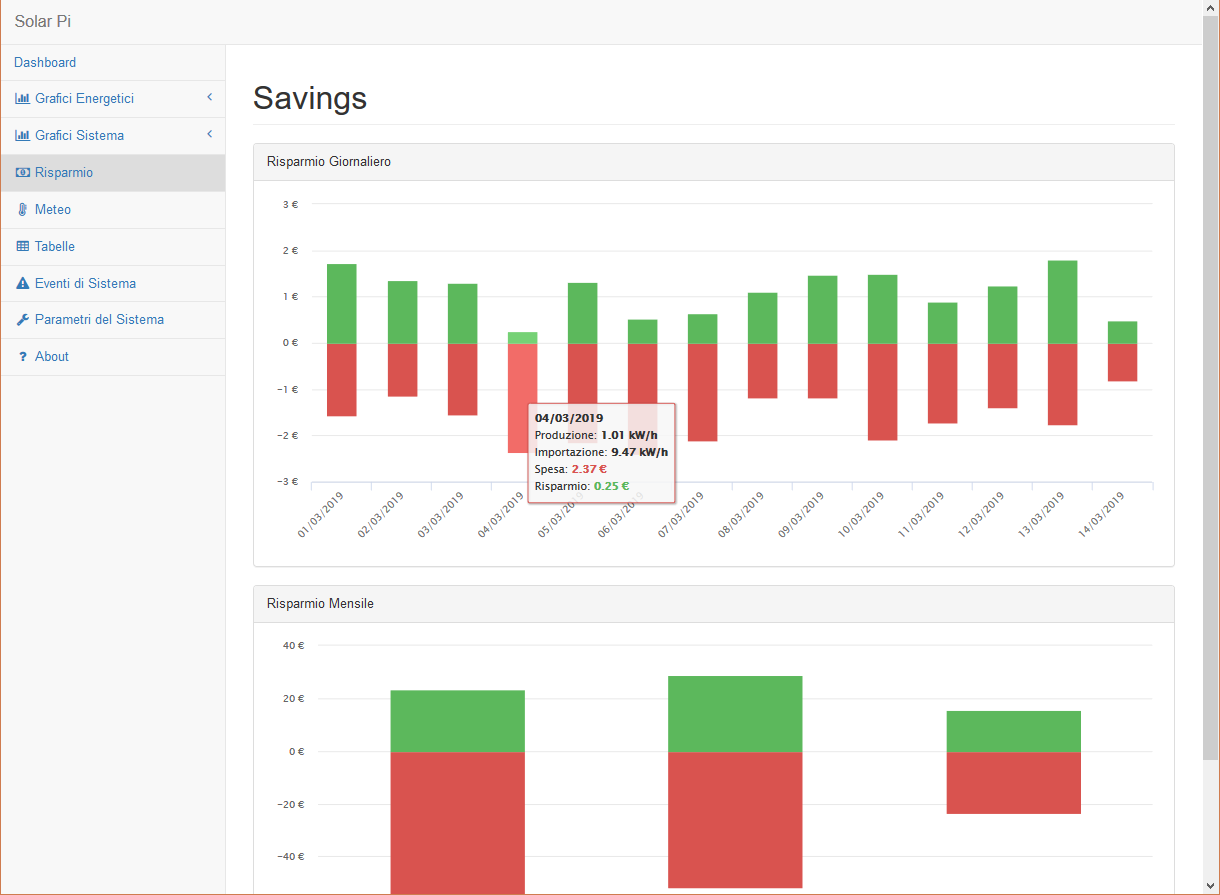 Solar Pi
Dashboard
Grafici Energetici
Grafici Sistema
Risparmio
Meteo
Tabelle
Eventi di Sistema
Parametri del Sistema
? About
Savings
Risparmio Giornaliero
3 €
2 €
1 €
0 €
−1 €
−2 €
−3 €
04/03/2019
Produzione: 1.01 kW/h
Importazione: 9.47 kW/h
Spesa: 2.37 €
Risparmio: 0.25 €
01/03/2019
02/03/2019
03/03/2019
04/03/2019
05/03/2019
06/03/2019
07/03/2019
08/03/2019
09/03/2019
10/03/2019
11/03/2019
12/03/2019
13/03/2019
14/03/2019
Risparmio Mensile
40 €
20 €
0 €
−20 €
−40 €